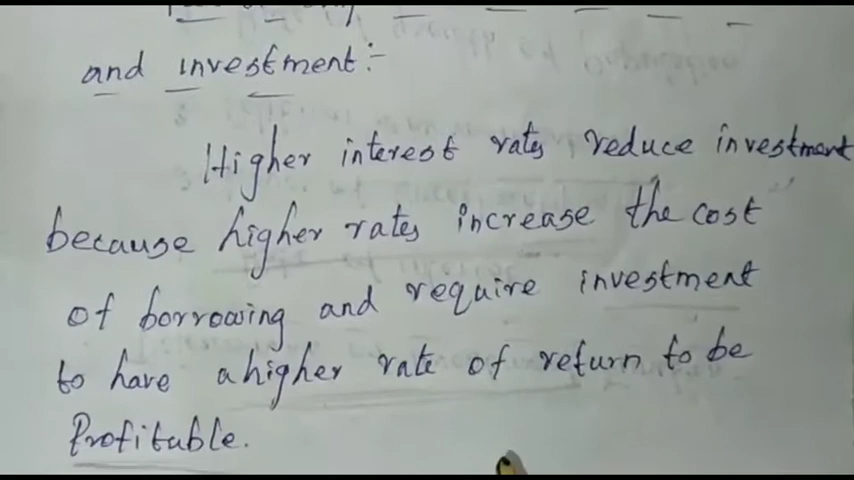 and investment:-
Higher interest rates reduce investment
because higher rates increase the cost
of borrowing and require investment
to have a higher rate of return to be
Profitable.